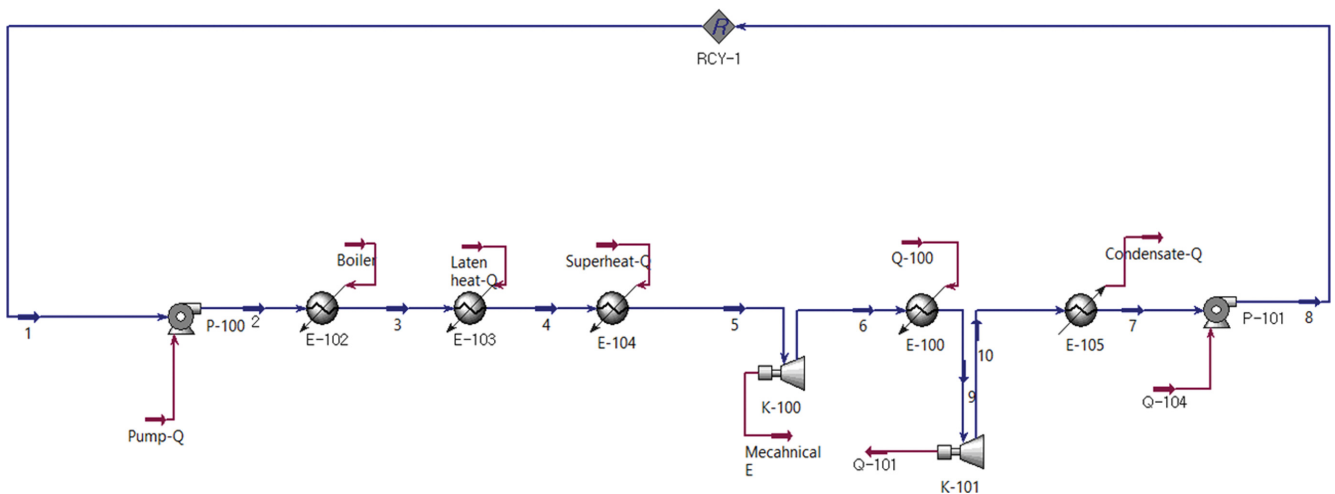 R
RCY-1
1
Pump-Q
P-100
2
Boiler
E-102
3
Laten
heat-Q
E-103
4
Superheat-Q
E-104
5
K-100
Mecahnical
E
6
Q-100
E-100
9
10
Q-101
K-101
Condensate-Q
E-105
7
Q-104
P-101
8